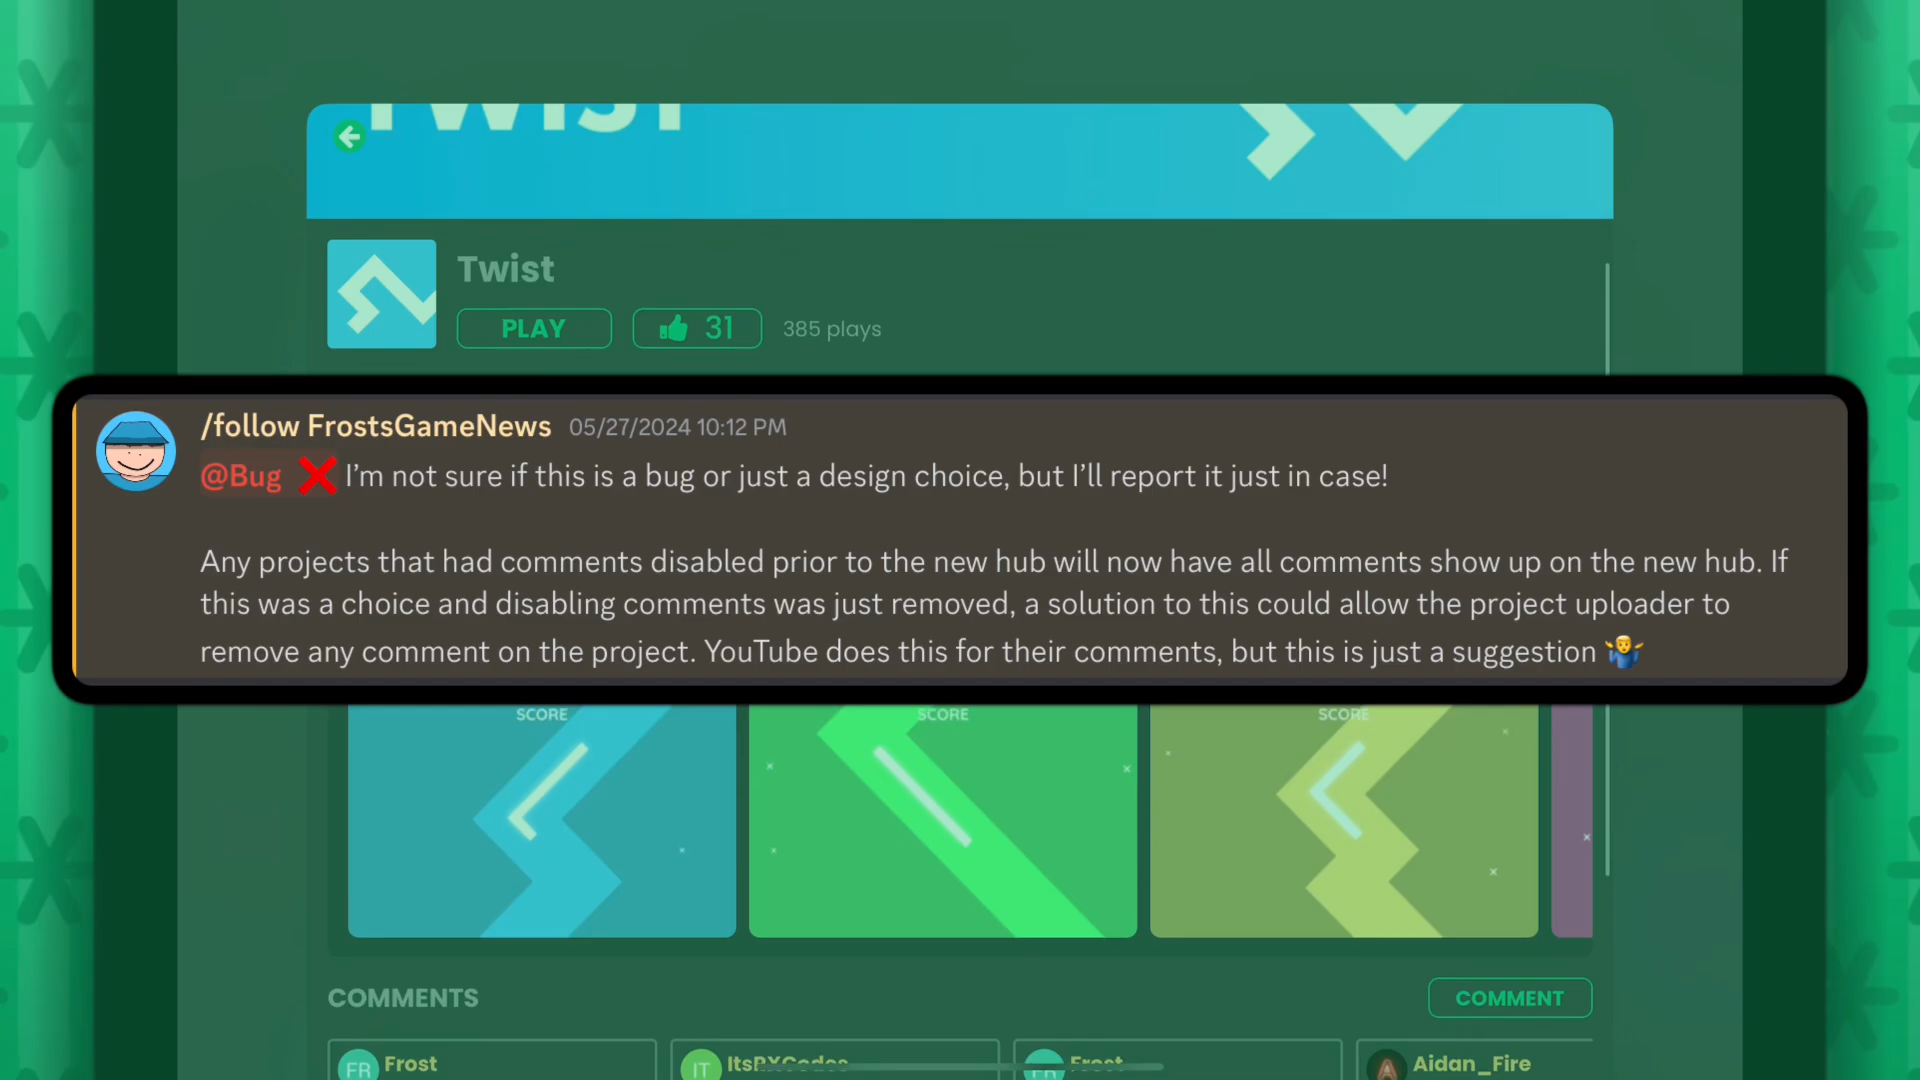 TWIST
Twist
PLAY
31
385 plays
/follow FrostsGameNews 05/27/2024 10:12 PM
@Bug ❌ I’m not sure if this is a bug or just a design choice, but I’ll report it just in case!
Any projects that had comments disabled prior to the new hub will now have all comments show up on the new hub. If
this was a choice and disabling comments was just removed, a solution to this could allow the project uploader to
remove any comment on the project. YouTube does this for their comments, but this is just a suggestion 🤷‍♂️
SCORE
SCORE
SCORE
COMMENTS
COMMENT
FR Frost
IT ItsRXCodes
FR Frost
A Aidan_Fire